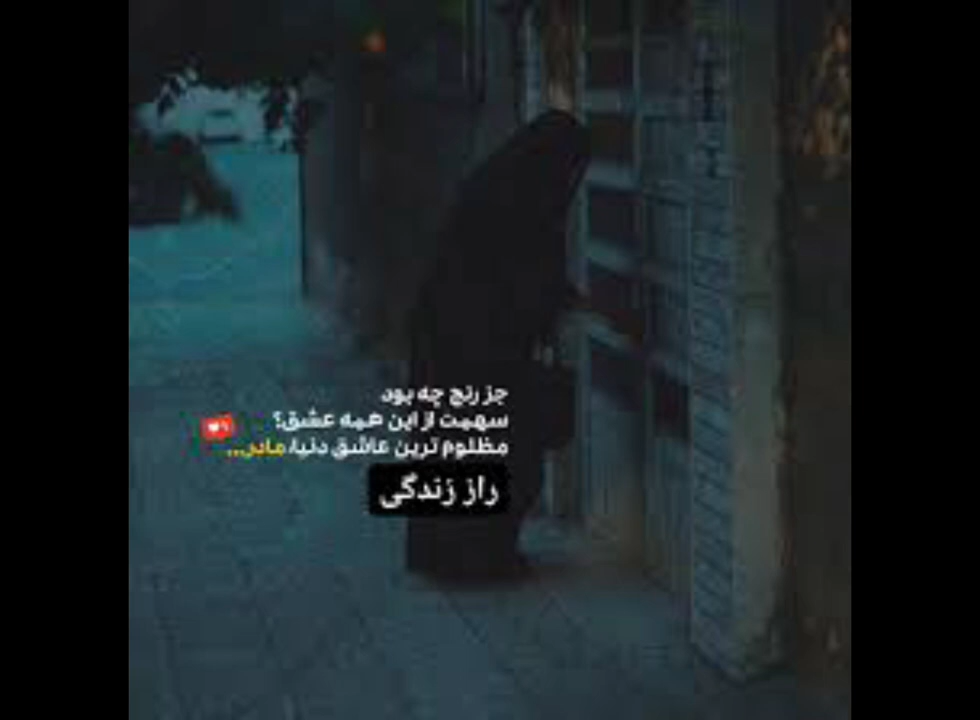 جز رنج چه بود
سهمت از این همه عشق؟
مظلوم ترین عاشق دنیا، مادر...
راز زندگی